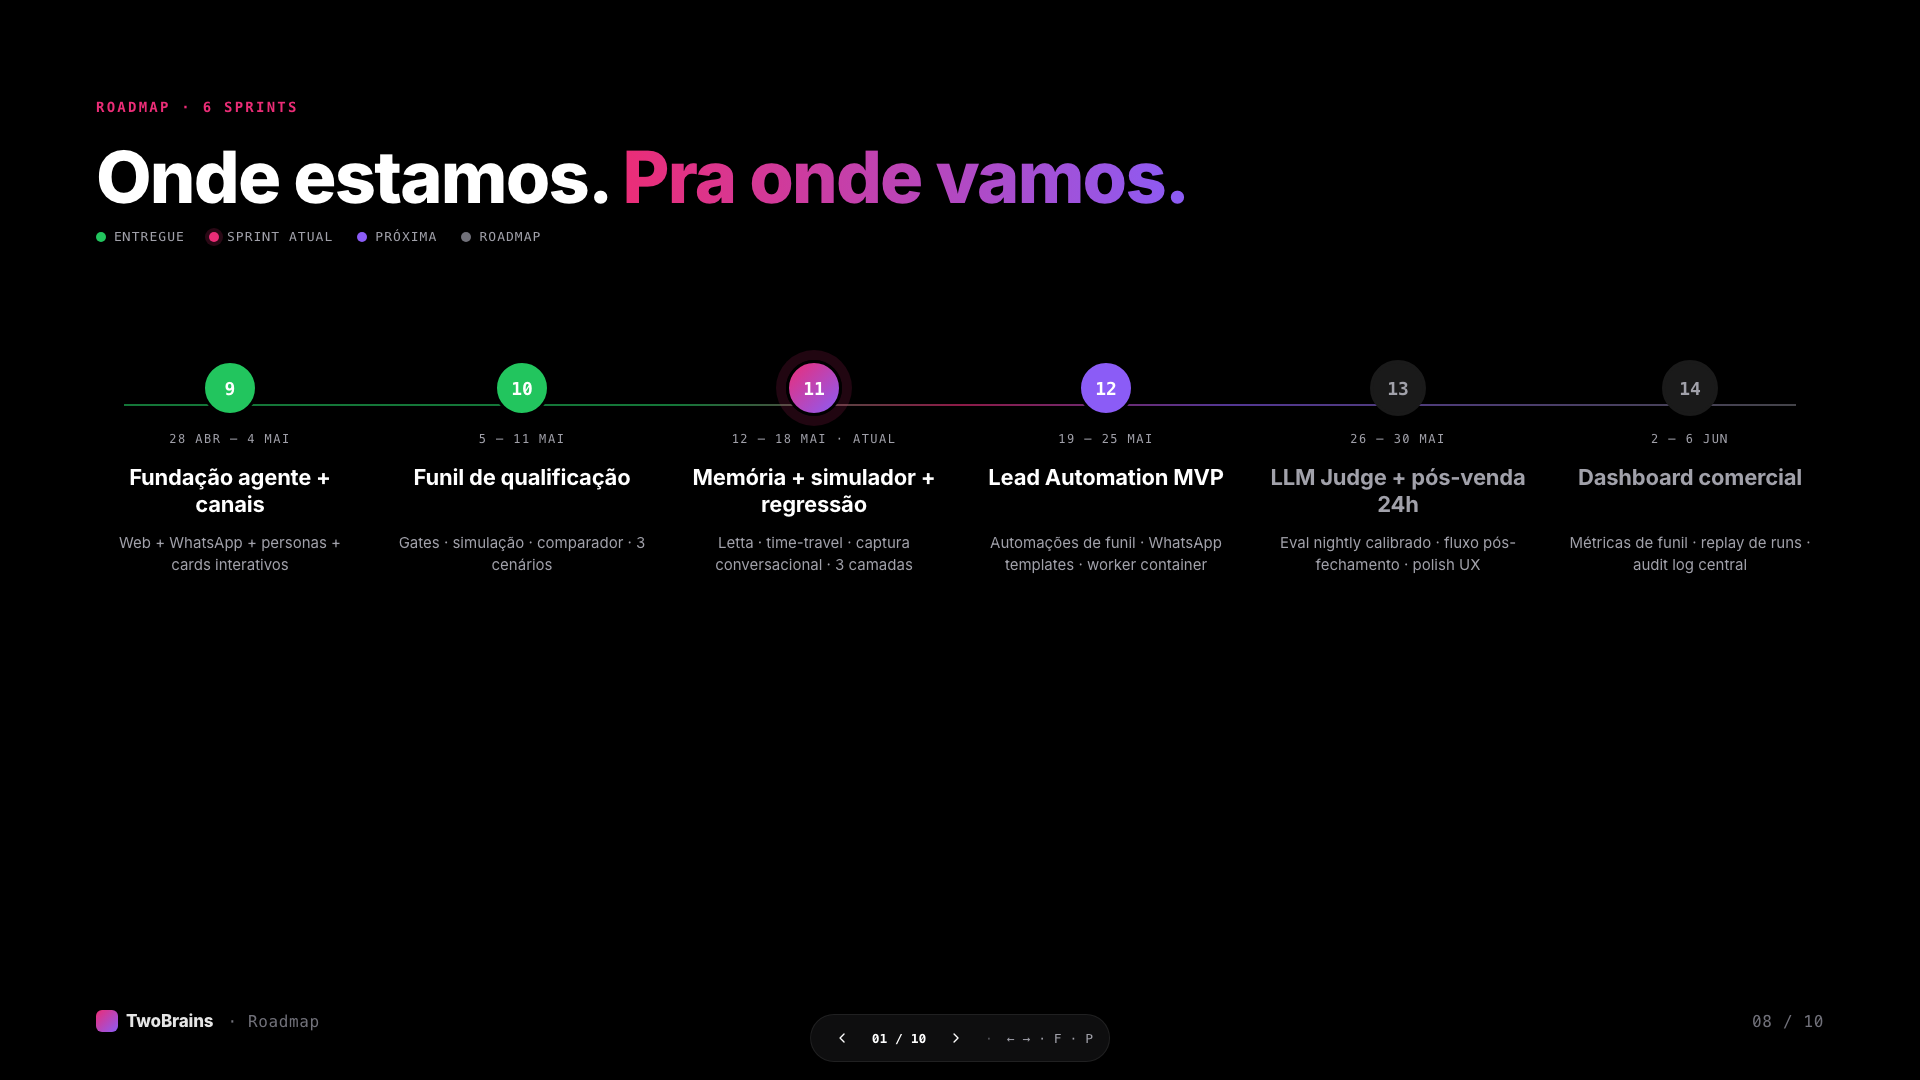 ROADMAP · 6 SPRINTS
Onde estamos. Pra onde vamos.
ENTREGUE SPRINT ATUAL PRÓXIMA ROADMAP
9
28 ABR — 4 MAI
Fundação agente +
canais
Web + WhatsApp + personas +
cards interativos
10
5 — 11 MAI
Funil de qualificação
Gates · simulação · comparador · 3
cenários
11
12 — 18 MAI · ATUAL
Memória + simulador +
regressão
Letta · time-travel · captura
conversacional · 3 camadas
12
19 — 25 MAI
Lead Automation MVP
Automações de funil · WhatsApp
templates · worker container
13
26 — 30 MAI
LLM Judge + pós-venda
24h
Eval nightly calibrado · fluxo pós-
fechamento · polish UX
14
2 — 6 JUN
Dashboard comercial
Métricas de funil · replay de runs ·
audit log central
TwoBrains · Roadmap
01 / 10 · ← → · F · P
08 / 10